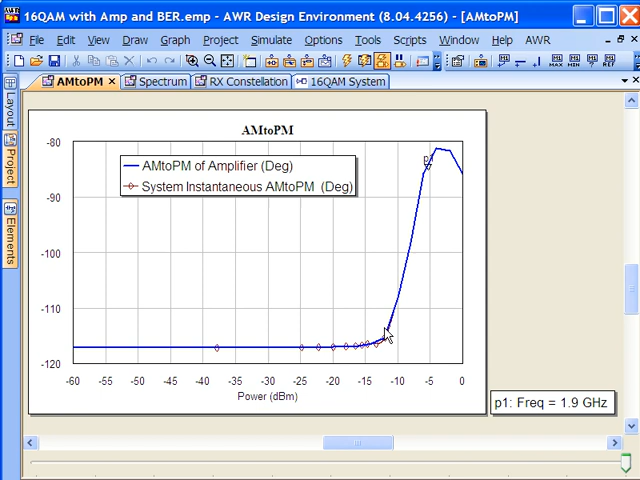 16QAM with Amp and BER.emp - AWR Design Environment (8.04.4256) - [AMtoPM]
File Edit View Draw Graph Project Simulate Options Tools Scripts Window Help AWR
AMtoPM Spectrum RX Constellation 16QAM System
Layout
Project
Elements
AMtoPM
AMtoPM of Amplifier (Deg)
System Instantaneous AMtoPM (Deg)
p1
-80
-90
-100
-110
-120
-60 -55 -50 -45 -40 -35 -30 -25 -20 -15 -10 -5 0
Power (dBm)
p1: Freq = 1.9 GHz